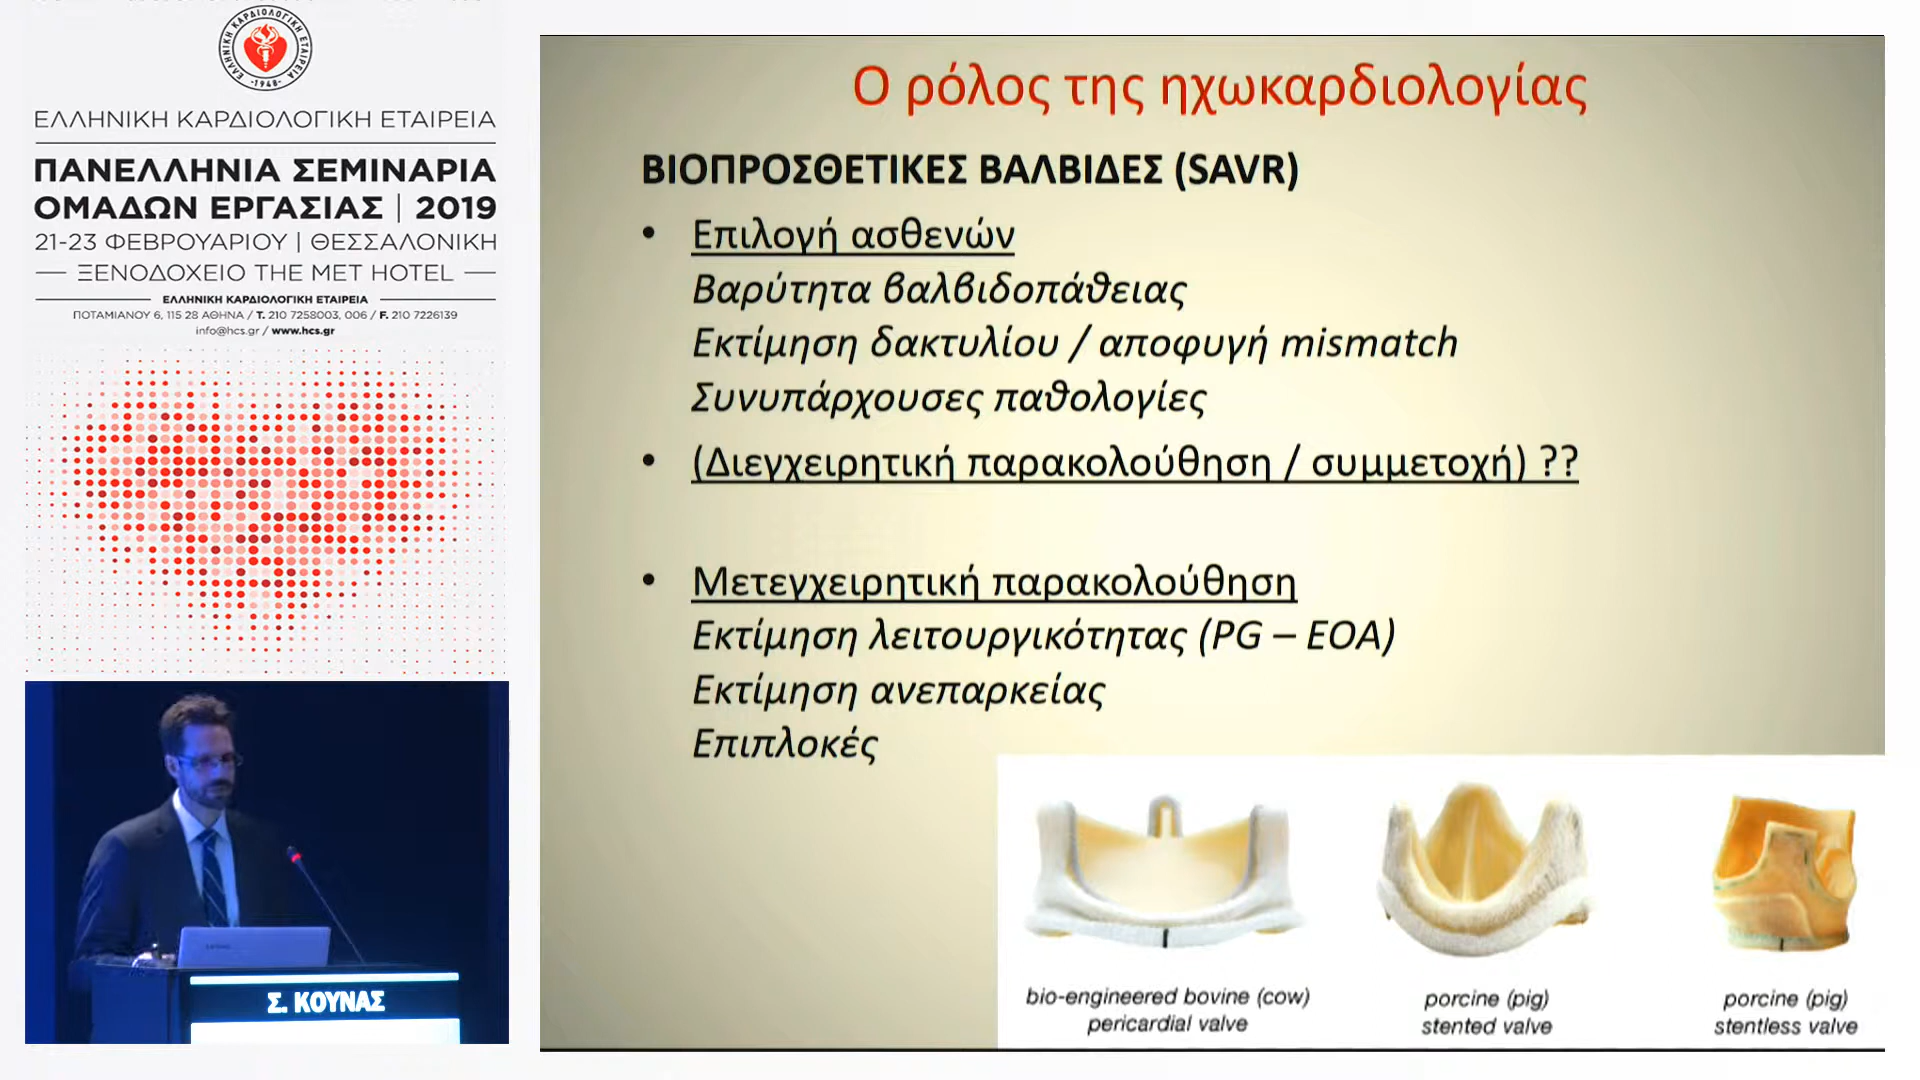 ΕΛΛΗΝΙΚΗ ΚΑΡΔΙΟΛΟΓΙΚΗ ΕΤΑΙΡΕΙΑ
-1948-
ΕΛΛΗΝΙΚΗ ΚΑΡΔΙΟΛΟΓΙΚΗ ΕΤΑΙΡΕΙΑ
ΠΑΝΕΛΛΗΝΙΑ ΣΕΜΙΝΑΡΙΑ
ΟΜΑΔΩΝ ΕΡΓΑΣΙΑΣ | 2019
21-23 ΦΕΒΡΟΥΑΡΙΟΥ | ΘΕΣΣΑΛΟΝΙΚΗ
ΞΕΝΟΔΟΧΕΙΟ THE MET HOTEL
ΕΛΛΗΝΙΚΗ ΚΑΡΔΙΟΛΟΓΙΚΗ ΕΤΑΙΡΕΙΑ
ΠΟΤΑΜΙΑΝΟΥ 6, 115 28 ΑΘΗΝΑ / Τ. 210 7258003, 006 / F. 210 7226139
info@hcs.gr / www.hcs.gr
Σ. ΚΟΥΝΑΣ
Ο ρόλος της ηχωκαρδιολογίας
ΒΙΟΠΡΟΣΘΕΤΙΚΕΣ ΒΑΛΒΙΔΕΣ (SAVR)
• Επιλογή ασθενών
Βαρύτητα βαλβιδοπάθειας
Εκτίμηση δακτυλίου / αποφυγή mismatch
Συνυπάρχουσες παθολογίες
• (Διεγχειρητική παρακολούθηση / συμμετοχή) ??
• Μετεγχειρητική παρακολούθηση
Εκτίμηση λειτουργικότητας (PG – EOA)
Εκτίμηση ανεπαρκείας
Επιπλοκές
bio-engineered bovine (cow)
pericardial valve
porcine (pig)
stented valve
porcine (pig)
stentless valve